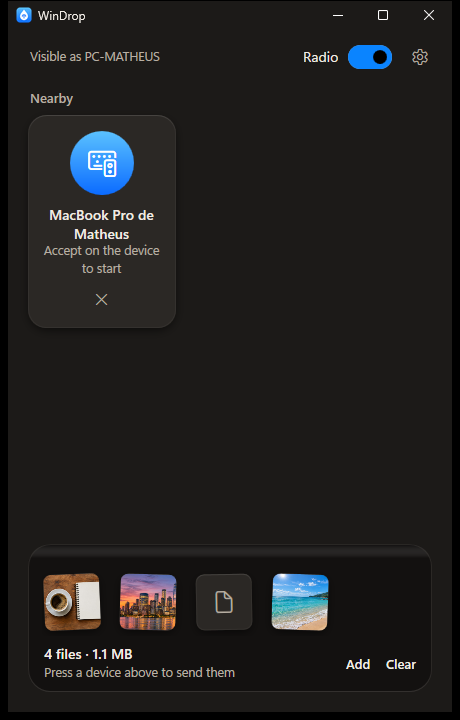 WinDrop
Visible as PC-MATHEUS
Radio
Nearby
MacBook Pro de
Matheus
Accept on the device
to start
4 files · 1.1 MB
Press a device above to send them
Add
Clear